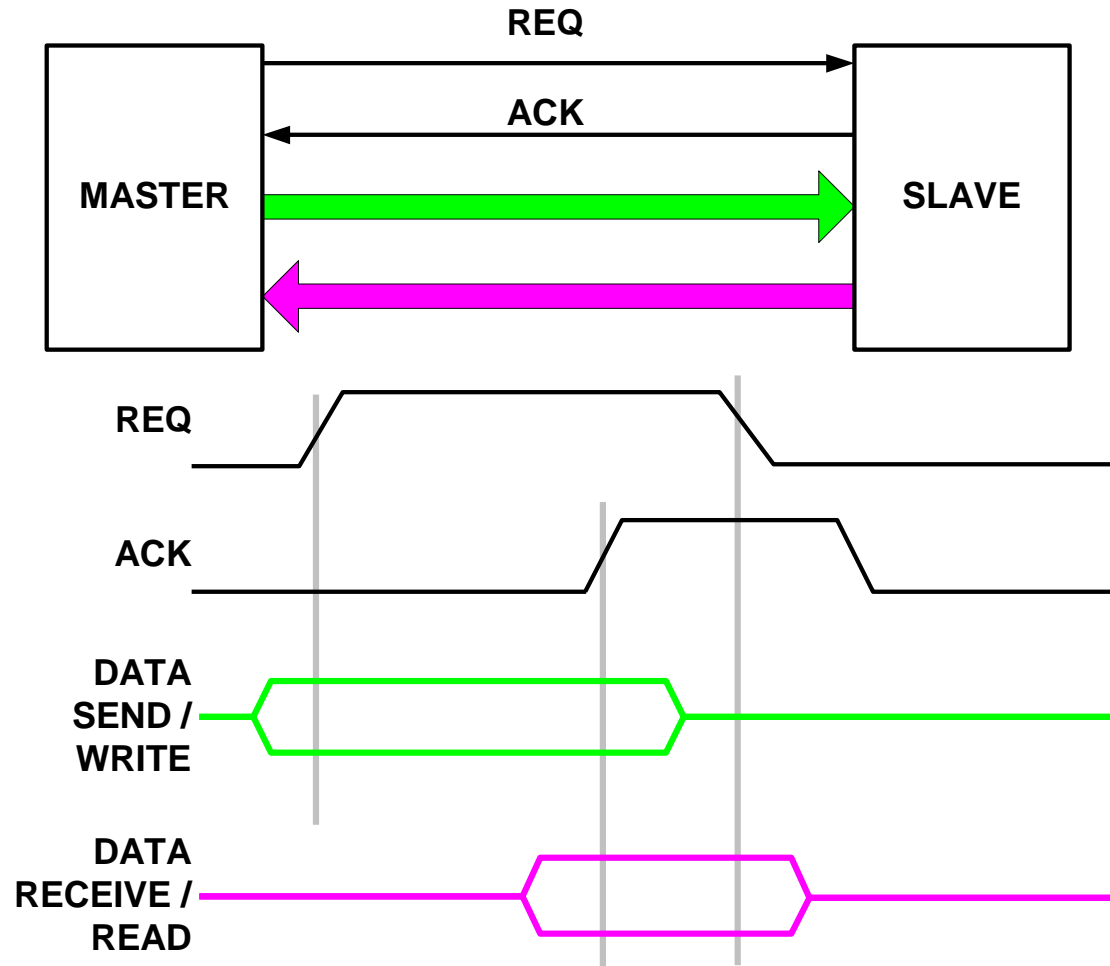 REQ
ACK
MASTER
SLAVE
REQ
ACK
DATA
SEND /
WRITE
DATA
RECEIVE /
READ